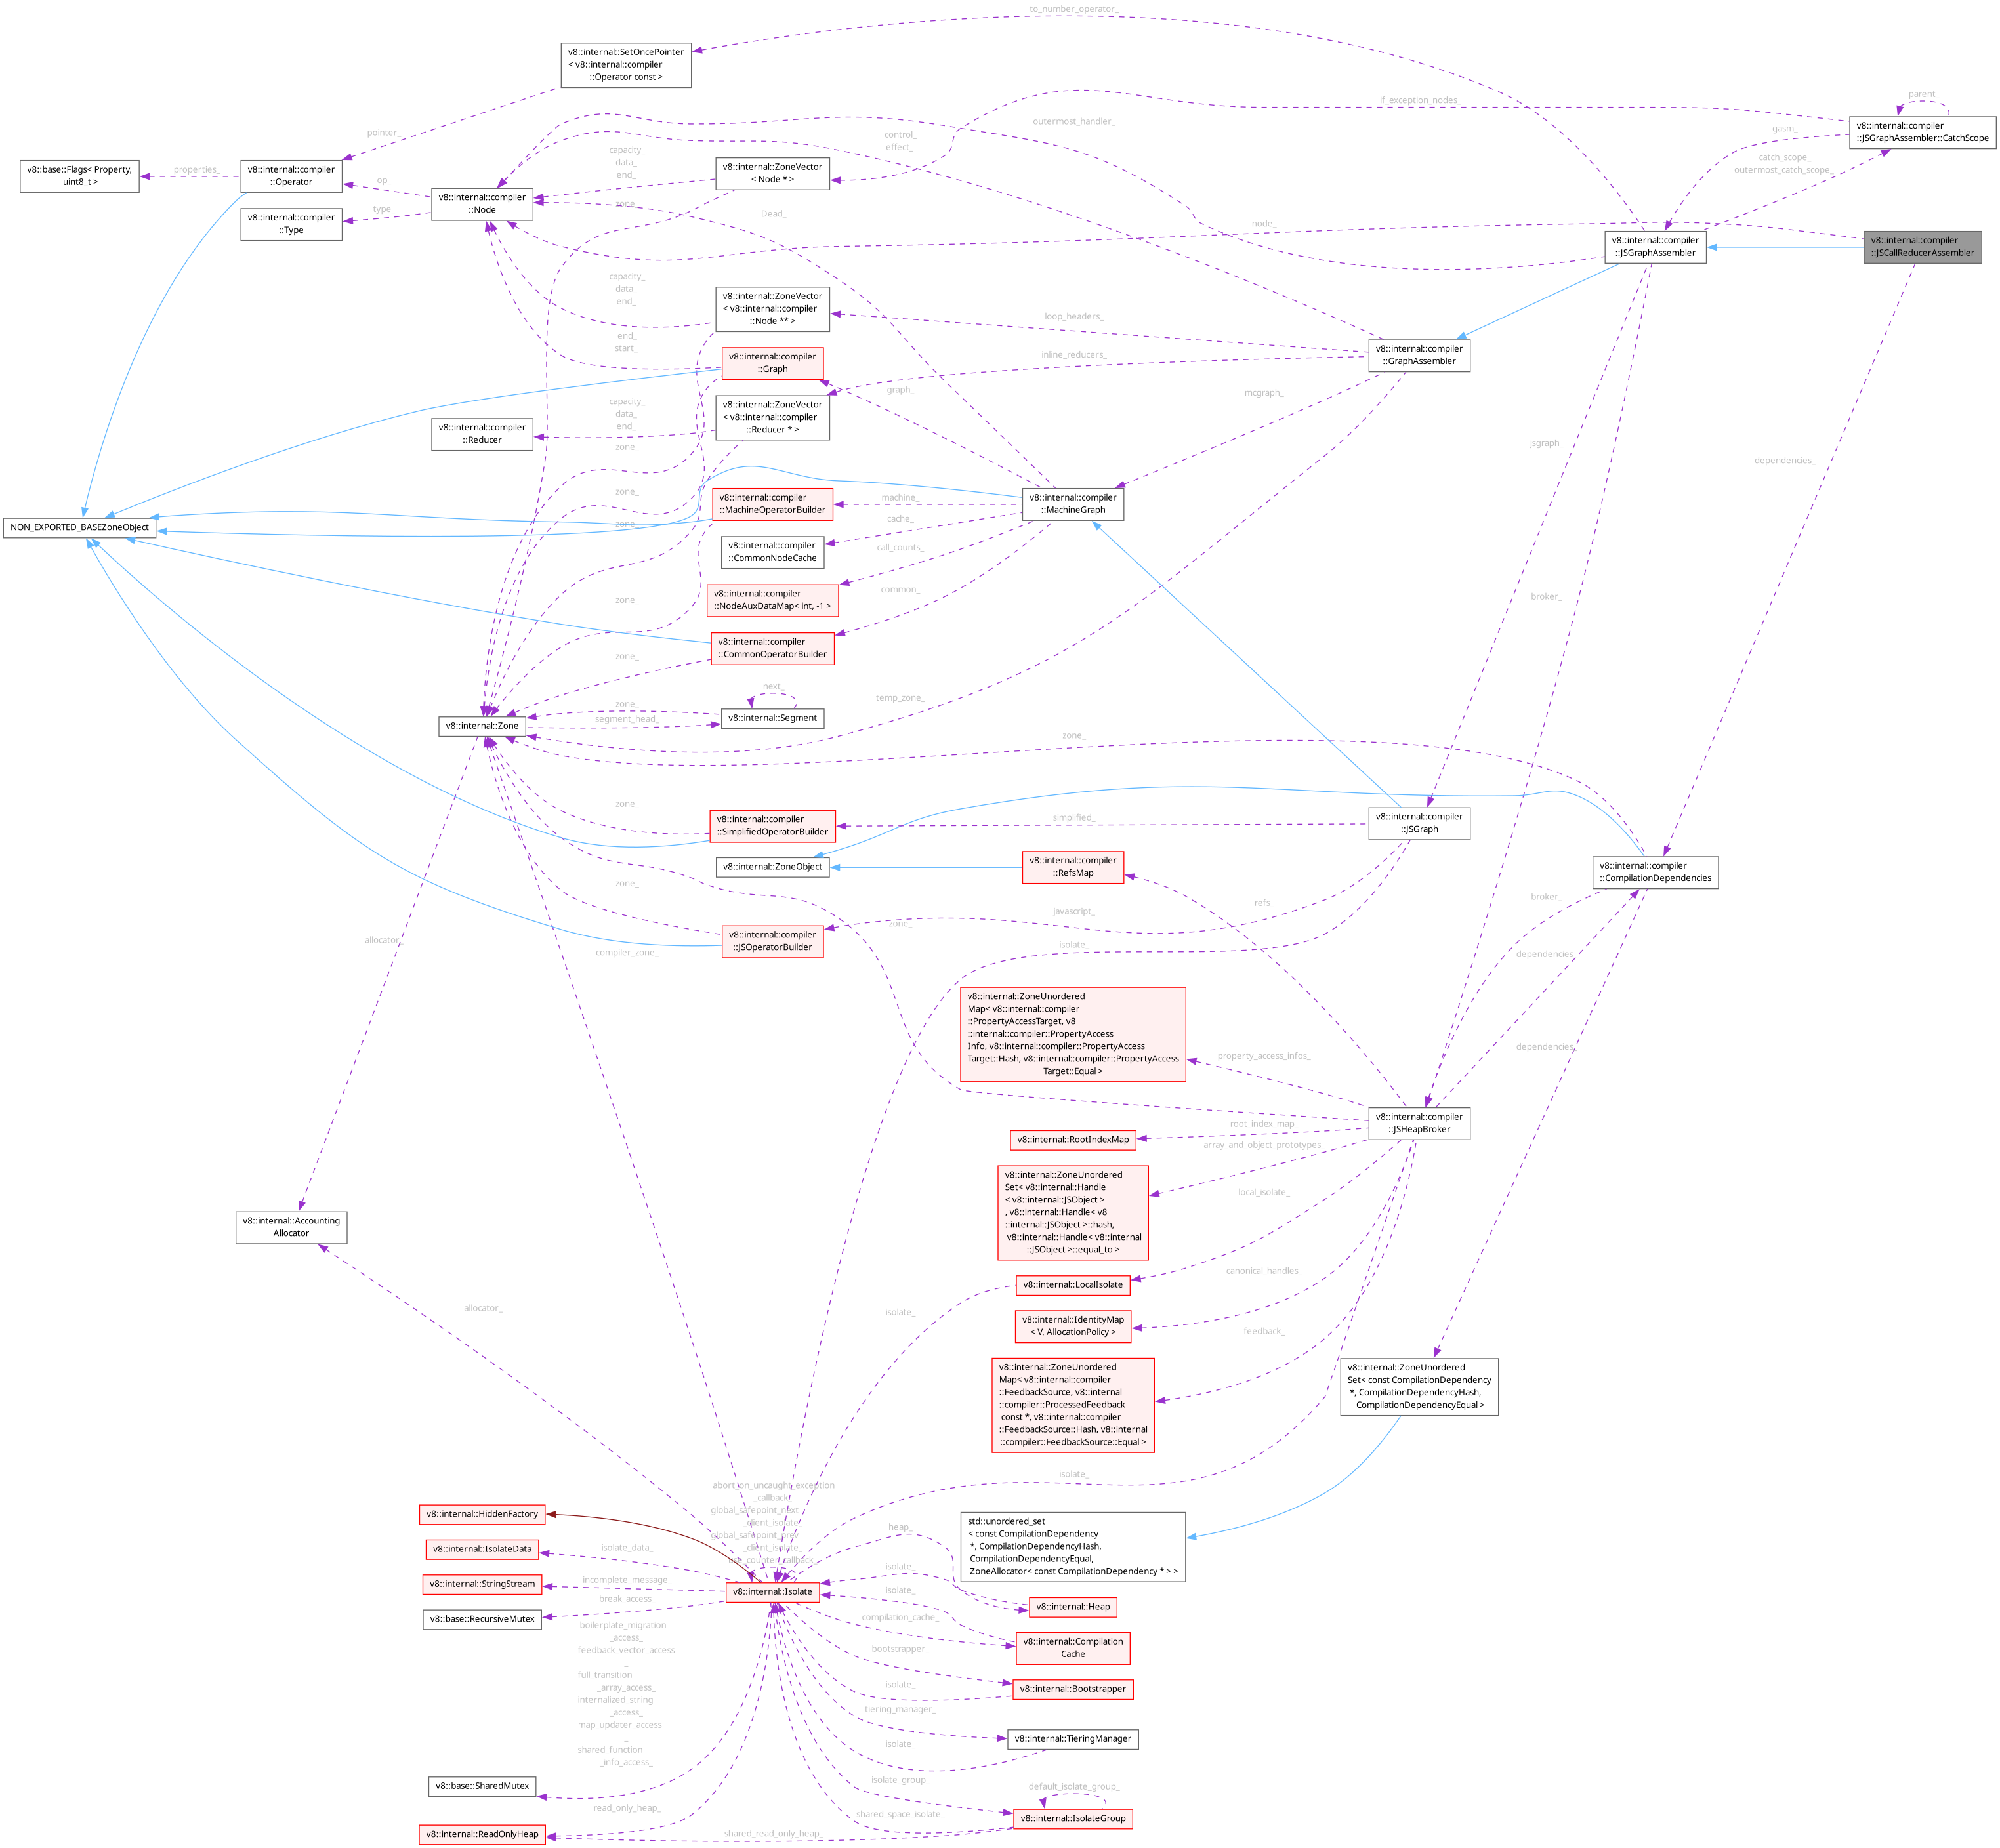 to_number_operator_
v8::internal::SetOncePointer
< v8::internal::compiler
::Operator const >
parent_
if_exception_nodes_
v8::internal::compiler
::JSGraphAssembler::CatchScope
outermost_handler_
pointer_
control_
effect_
gasm_
capacity_
data_
end_
catch_scope_
outermost_catch_scope_
v8::base::Flags< Property,
uint8_t >
properties_
v8::internal::compiler
::Operator
op_
v8::internal::ZoneVector
< Node * >
v8::internal::compiler
::Node
type_
v8::internal::compiler
::Type
zone_
Dead_
node_
v8::internal::compiler
::JSGraphAssembler
v8::internal::compiler
::JSCallReducerAssembler
capacity_
data_
end_
v8::internal::ZoneVector
< v8::internal::compiler
::Node ** >
loop_headers_
end_
start_
v8::internal::compiler
::Graph
inline_reducers_
v8::internal::compiler
::GraphAssembler
graph_
mcgraph_
capacity_
data_
end_
v8::internal::ZoneVector
< v8::internal::compiler
::Reducer * >
v8::internal::compiler
::Reducer
zone_
jsgraph_
dependencies_
zone_
v8::internal::compiler
::MachineOperatorBuilder
machine_
v8::internal::compiler
::MachineGraph
NON_EXPORTED_BASEZoneObject
zone_
cache_
v8::internal::compiler
::CommonNodeCache
call_counts_
v8::internal::compiler
::NodeAuxDataMap< int, -1 >
zone_
common_
broker_
v8::internal::compiler
::CommonOperatorBuilder
zone_
next_
temp_zone_
zone_
v8::internal::Segment
v8::internal::Zone
segment_head_
zone_
zone_
v8::internal::compiler
::SimplifiedOperatorBuilder
simplified_
v8::internal::compiler
::JSGraph
v8::internal::ZoneObject
v8::internal::compiler
::RefsMap
v8::internal::compiler
::CompilationDependencies
zone_
javascript_
refs_
broker_
zone_
v8::internal::compiler
::JSOperatorBuilder
allocator_
compiler_zone_
isolate_
dependencies_
v8::internal::ZoneUnordered
Map< v8::internal::compiler
::PropertyAccessTarget, v8
::internal::compiler::PropertyAccess
Info, v8::internal::compiler::PropertyAccess
Target::Hash, v8::internal::compiler::PropertyAccess
Target::Equal >
property_access_infos_
dependencies_
v8::internal::compiler
::JSHeapBroker
root_index_map_
v8::internal::RootIndexMap
array_and_object_prototypes_
v8::internal::ZoneUnordered
Set< v8::internal::Handle
< v8::internal::JSObject >
, v8::internal::Handle< v8
::internal::JSObject >::hash,
v8::internal::Handle< v8::internal
::JSObject >::equal_to >
local_isolate_
v8::internal::Accounting
Allocator
canonical_handles_
v8::internal::LocalIsolate
allocator_
isolate_
v8::internal::IdentityMap
< V, AllocationPolicy >
feedback_
v8::internal::ZoneUnordered
Map< v8::internal::compiler
::FeedbackSource, v8::internal
::compiler::ProcessedFeedback
const *, v8::internal::compiler
::FeedbackSource::Hash, v8::internal
::compiler::FeedbackSource::Equal >
v8::internal::ZoneUnordered
Set< const CompilationDependency
*, CompilationDependencyHash,
CompilationDependencyEqual >
isolate_
abort_on_uncaught_exception
_callback_
global_safepoint_next
_client_isolate_
global_safepoint_prev
_client_isolate_
use_counter_callback_
v8::internal::HiddenFactory
heap_
std::unordered_set
< const CompilationDependency
*, CompilationDependencyHash,
CompilationDependencyEqual,
ZoneAllocator< const CompilationDependency * > >
v8::internal::IsolateData
isolate_data_
isolate_
v8::internal::StringStream
incomplete_message_
v8::internal::Isolate
isolate_
v8::internal::Heap
break_access_
v8::base::RecursiveMutex
compilation_cache_
boilerplate_migration
_access_
feedback_vector_access
_
full_transition
_array_access_
internalized_string
_access_
map_updater_access
_
shared_function
_info_access_
v8::internal::Compilation
Cache
bootstrapper_
isolate_
v8::internal::Bootstrapper
tiering_manager_
isolate_
v8::internal::TieringManager
isolate_group_
default_isolate_group_
v8::base::SharedMutex
read_only_heap_
shared_space_isolate_
v8::internal::IsolateGroup
v8::internal::ReadOnlyHeap
shared_read_only_heap_